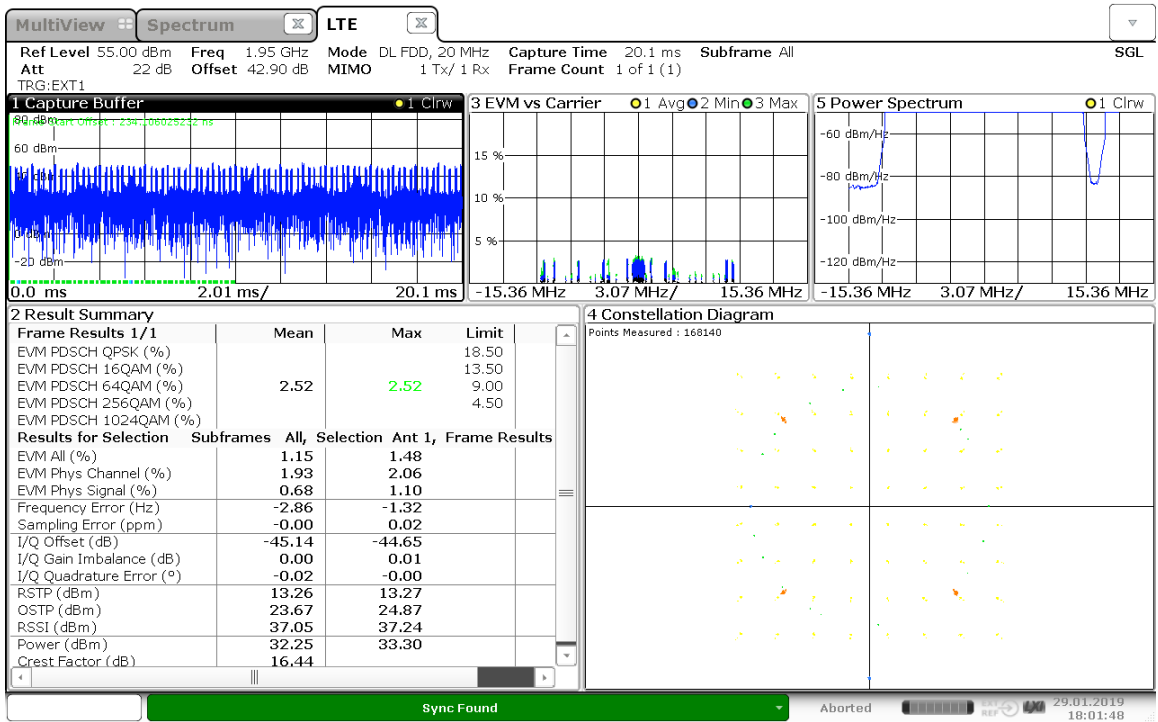 MultiView Spectrum LTE
Ref Level 55.00 dBm Freq 1.95 GHz Mode DL FDD, 20 MHz Capture Time 20.1 ms Subframe All SGL
Att 22 dB Offset 42.90 dB MIMO 1 Tx/ 1 Rx Frame Count 1 of 1 (1)
TRG:EXT1
1 Capture Buffer 1 Clrw
80 dBm
Frame Start Offset : 234.206025232 ns
60 dBm
-20 dBm
0.0 ms 2.01 ms/ 20.1 ms
3 EVM vs Carrier 1 Avg 2 Min 3 Max
15 %
10 %
5 %
-15.36 MHz 3.07 MHz/ 15.36 MHz
5 Power Spectrum 1 Clrw
-60 dBm/Hz
-80 dBm/Hz
-100 dBm/Hz
-120 dBm/Hz
-15.36 MHz 3.07 MHz/ 15.36 MHz
2 Result Summary
Frame Results 1/1 Mean Max Limit
EVM PDSCH QPSK (%) 18.50
EVM PDSCH 16QAM (%) 13.50
EVM PDSCH 64QAM (%) 2.52 2.52 9.00
EVM PDSCH 256QAM (%) 4.50
EVM PDSCH 1024QAM (%)
Results for Selection Subframes All, Selection Ant 1, Frame Results
EVM All (%) 1.15 1.48
EVM Phys Channel (%) 1.93 2.06
EVM Phys Signal (%) 0.68 1.10
Frequency Error (Hz) -2.86 -1.32
Sampling Error (ppm) -0.00 0.02
I/Q Offset (dB) -45.14 -44.65
I/Q Gain Imbalance (dB) 0.00 0.01
I/Q Quadrature Error (°) -0.02 -0.00
RSTP (dBm) 13.26 13.27
OSTP (dBm) 23.67 24.87
RSSI (dBm) 37.05 37.24
Power (dBm) 32.25 33.30
Crest Factor (dB) 16.44
4 Constellation Diagram
Points Measured : 168140
Sync Found
Aborted
EXT
REF
LXI
29.01.2019
18:01:48